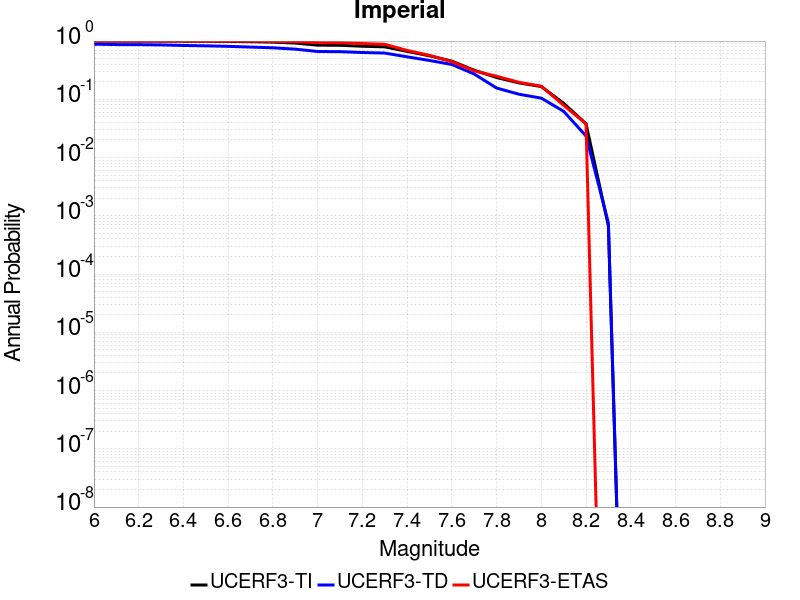 Imperial
10^0
10^-1
10^-2
10^-3
10^-4
10^-5
10^-6
10^-7
10^-8
Annual Probability
6 6.2 6.4 6.6 6.8 7 7.2 7.4 7.6 7.8 8 8.2 8.4 8.6 8.8 9
Magnitude
UCERF3-TI UCERF3-TD UCERF3-ETAS